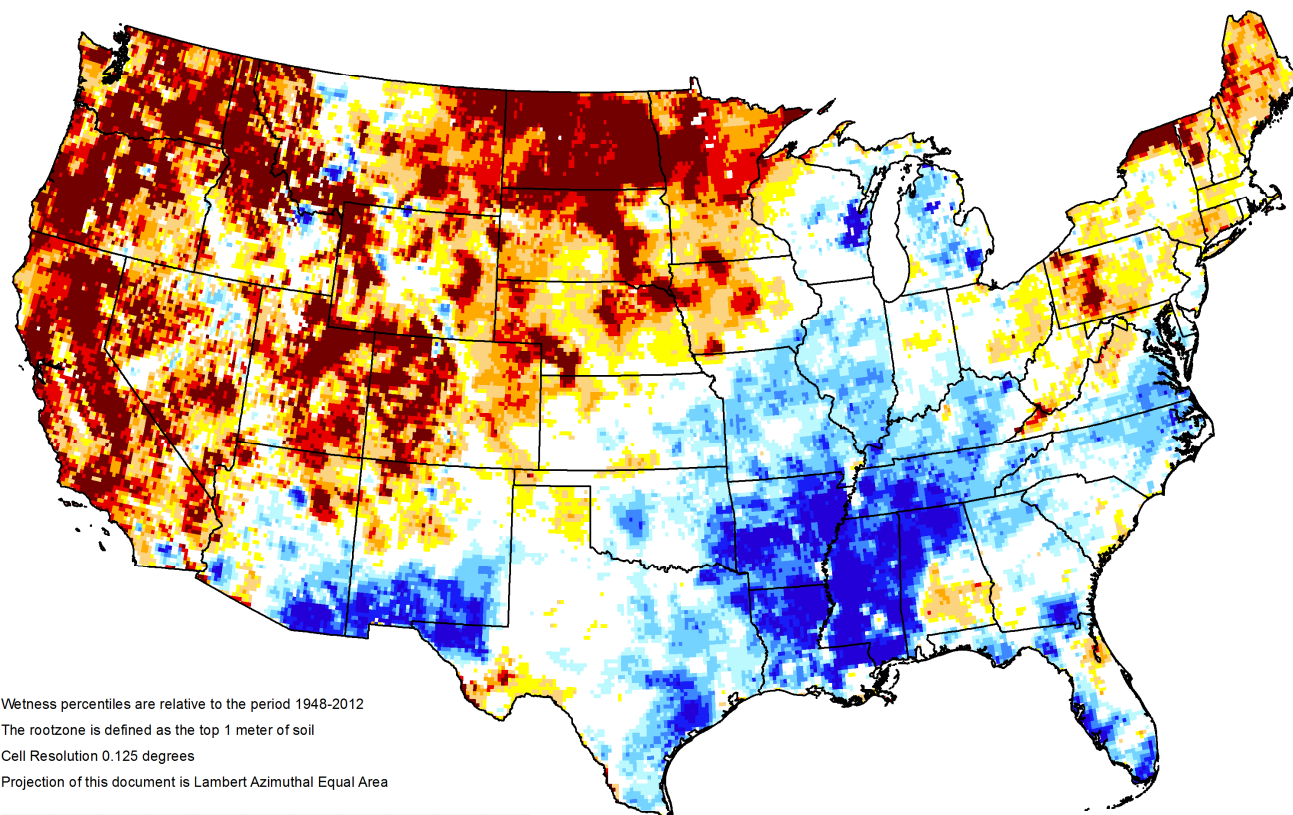 Wetness percentiles are relative to the period 1948-2012
The rootzone is defined as the top 1 meter of soil
Cell Resolution 0.125 degrees
Projection of this document is Lambert Azimuthal Equal Area